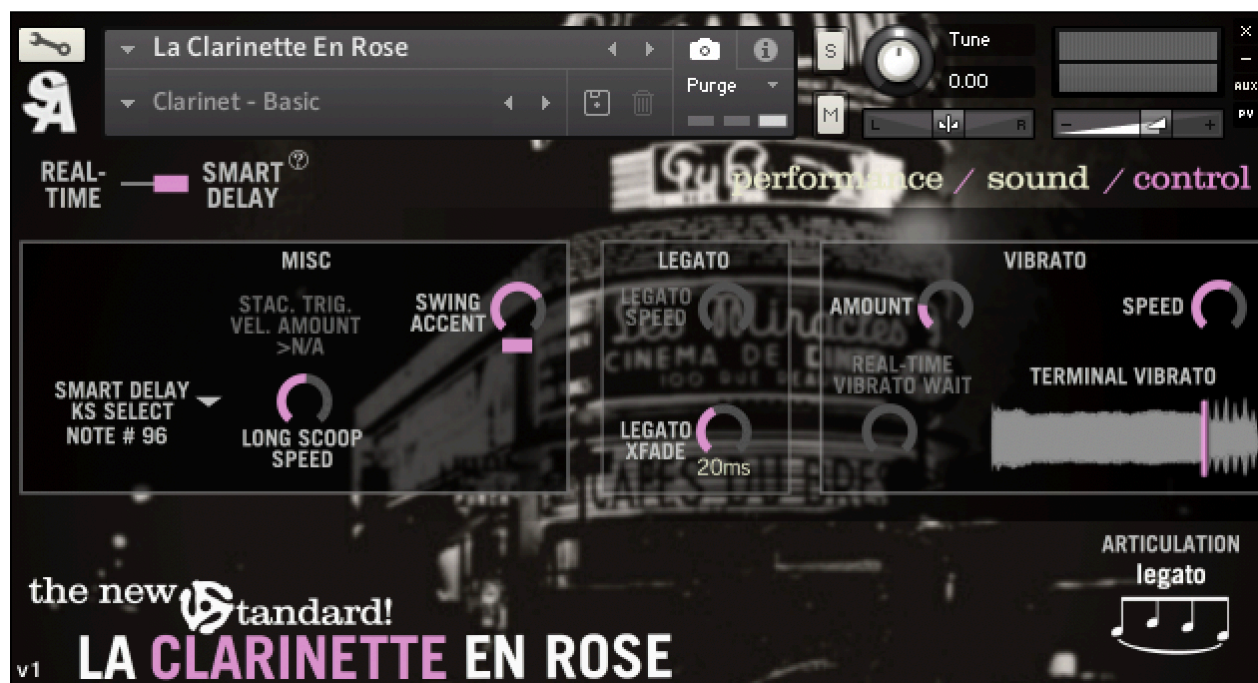 La Clarinette En Rose
Clarinet - Basic
Purge
S
M
Tune
0.00
L
R
-
+
X
-
AUX
PV
SA
REAL-
TIME
SMART
DELAY ?
performance / sound / control
MISC
STAC. TRIG.
VEL. AMOUNT
>N/A
SWING
ACCENT
SMART DELAY
KS SELECT
NOTE # 96
LONG SCOOP
SPEED
LEGATO
LEGATO
SPEED
LEGATO
XFADE
20ms
VIBRATO
AMOUNT
SPEED
REAL-TIME
VIBRATO WAIT
TERMINAL VIBRATO
Les Miracles
CINEMA DE
ARTICULATION
legato
the new
Standard!
v1 LA CLARINETTE EN ROSE